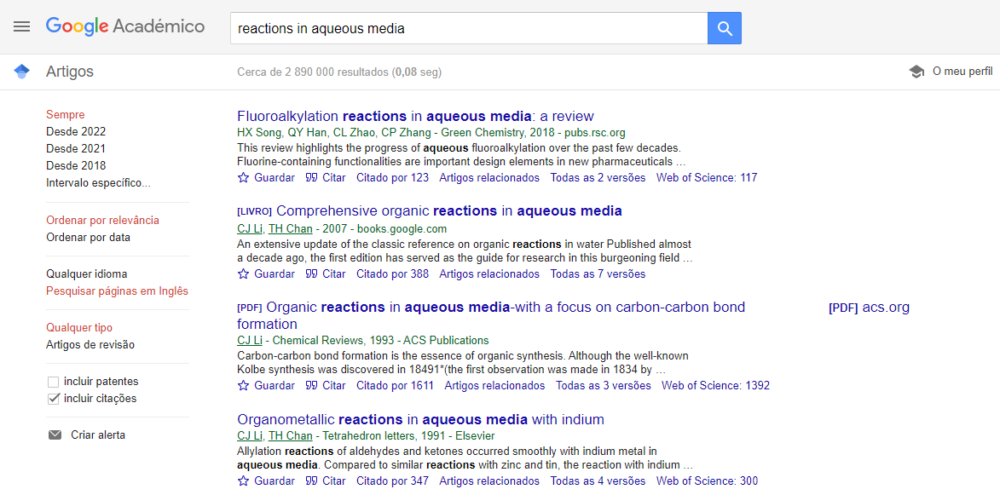 Google Académico
reactions in aqueous media
Artigos
Cerca de 2 890 000 resultados (0,08 seg)
O meu perfil
Sempre
Desde 2022
Desde 2021
Desde 2018
Intervalo específico...
Ordenar por relevância
Ordenar por data
Qualquer idioma
Pesquisar páginas em Inglês
Qualquer tipo
Artigos de revisão
incluir patentes
incluir citações
Criar alerta
Fluoroalkylation reactions in aqueous media: a review
HX Song, QY Han, CL Zhao, CP Zhang - Green Chemistry, 2018 - pubs.rsc.org
This review highlights the progress of aqueous fluoroalkylation over the past few decades.
Fluorine-containing functionalities are important design elements in new pharmaceuticals …
Guardar Citar Citado por 123 Artigos relacionados Todas as 2 versões Web of Science: 117
[LIVRO] Comprehensive organic reactions in aqueous media
CJ Li, TH Chan - 2007 - books.google.com
An extensive update of the classic reference on organic reactions in water Published almost
a decade ago, the first edition has served as the guide for research in this burgeoning field …
Guardar Citar Citado por 388 Artigos relacionados Todas as 7 versões
[PDF] Organic reactions in aqueous media-with a focus on carbon-carbon bond
formation
[PDF] acs.org
CJ Li - Chemical Reviews, 1993 - ACS Publications
Carbon-carbon bond formation is the essence of organic synthesis. Although the well-known
Kolbe synthesis was discovered in 18491*(the first observation was made in 1834 by …
Guardar Citar Citado por 1611 Artigos relacionados Todas as 3 versões Web of Science: 1392
Organometallic reactions in aqueous media with indium
CJ Li, TH Chan - Tetrahedron letters, 1991 - Elsevier
Allylation reactions of aldehydes and ketones occurred smoothly with indium metal in
aqueous media. Compared to similar reactions with zinc and tin, the reaction with indium …
Guardar Citar Citado por 347 Artigos relacionados Todas as 4 versões Web of Science: 300